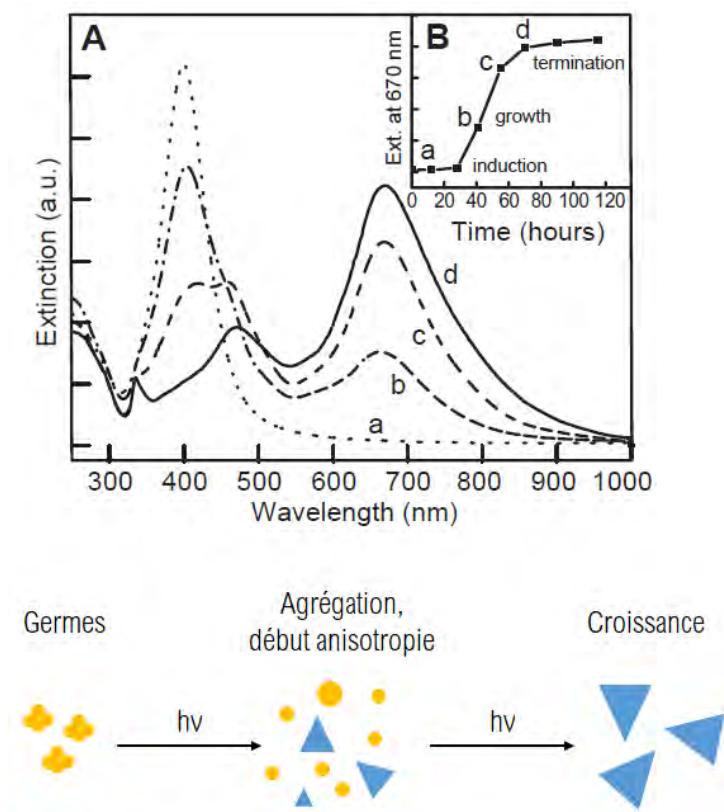 A
B
Extinction (a.u.)
Wavelength (nm)
300 400 500 600 700 800 900 1000
a
b
c
d
Ext. at 670 nm
Time (hours)
0 20 40 60 80 100 120
a
b
c
d
induction
growth
termination
Germes
Agrégation,
début anisotropie
Croissance
hν
hν